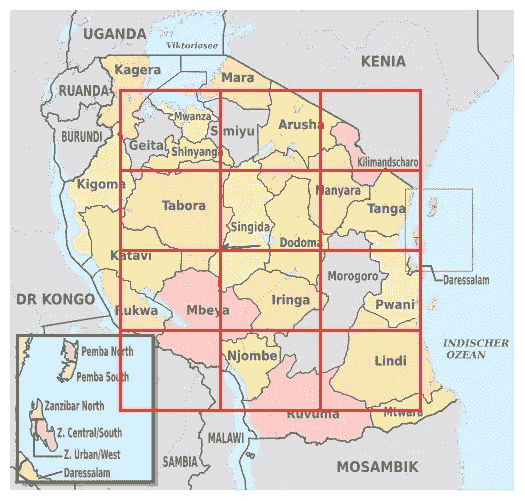 UGANDA
Viktoriasee
KENIA
Kagera
Mara
RUANDA
BURUNDI
Mwanza
Simiyu
Arusha
Geita
Shinyanga
Kilimandscharo
Kigoma
Manyara
Tabora
Tanga
Singida
Dodoma
Katavi
Morogoro
Daressalam
DR KONGO
Rukwa
Mbeya
Iringa
Pwani
INDISCHER
OZEAN
Pemba North
Njombe
Lindi
Pemba South
Zanzibar North
Ruvuma
Mtwara
Z. Central/South
MALAWI
Z. Urban/West
SAMBIA
MOSAMBIK
Daressalam